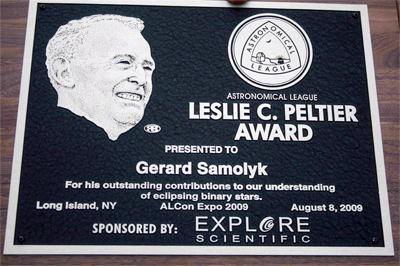 ASTRONOMICAL
LEAGUE
ASTRONOMICAL LEAGUE
LESLIE C. PELTIER
AWARD
PRESENTED TO
Gerard Samolyk
For his outstanding contributions to our understanding
of eclipsing binary stars.
Long Island, NY ALCon Expo 2009 August 8, 2009
SPONSORED BY: EXPLORE
SCIENTIFIC